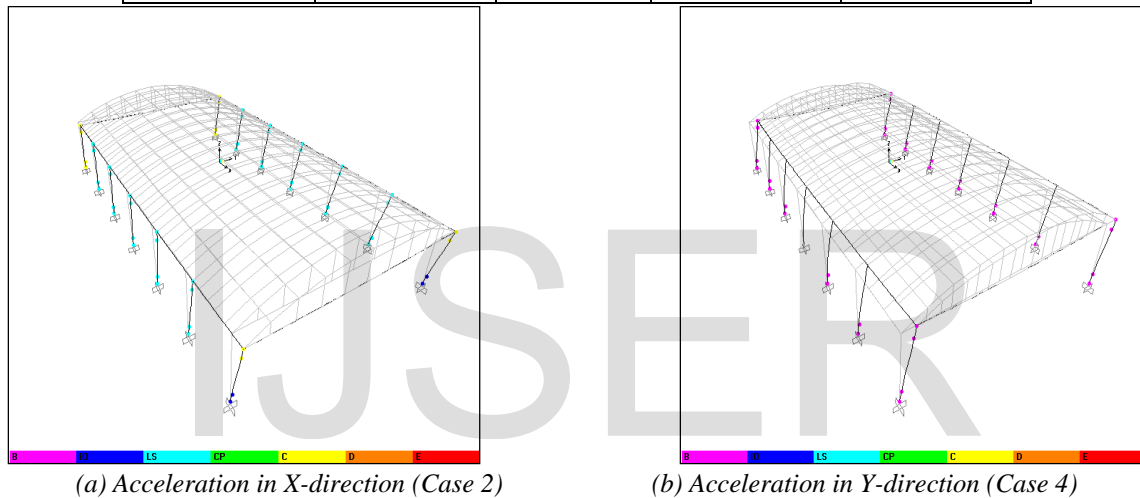 IJSER
B IO LS CP C D E
B IO LS CP C D E
(a) Acceleration in X-direction (Case 2)
(b) Acceleration in Y-direction (Case 4)